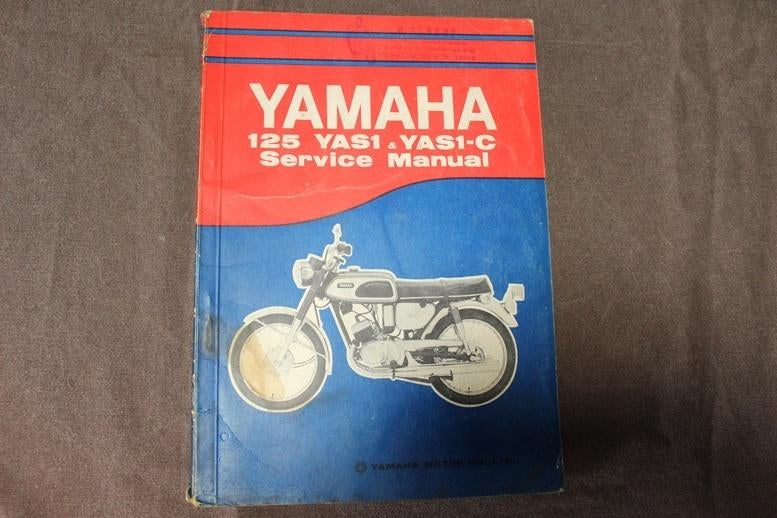 YAMAHA
125 YAS1 & YAS1-C
Service Manual
YAMAHA
YAMAHA MOTOR CO., LTD.